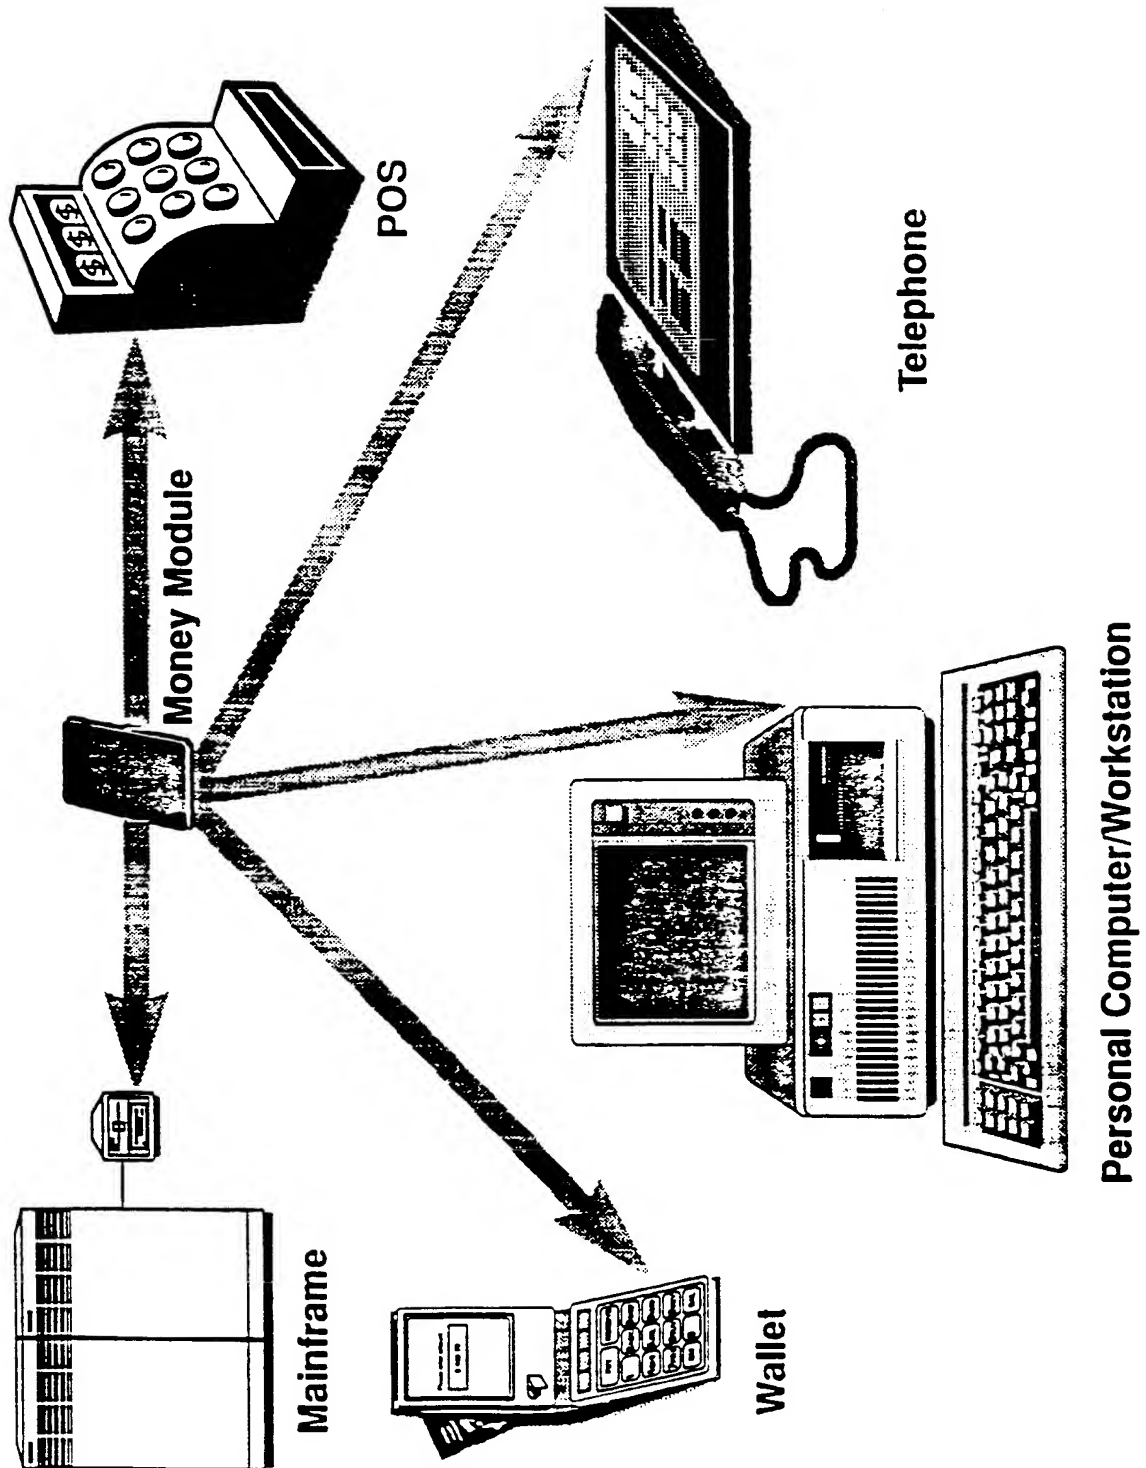 Mainframe
Money Module
POS
$ $ $
Wallet
Personal Computer/Workstation
Telephone